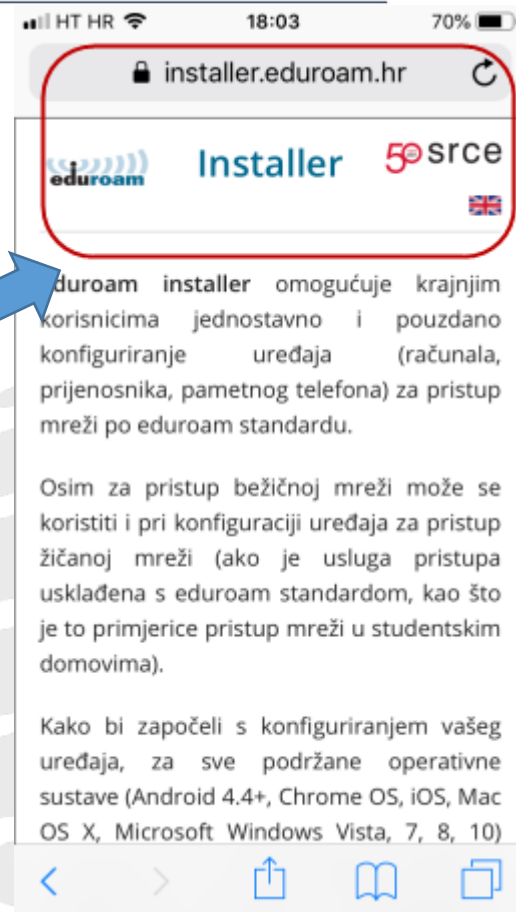 HT HR 18:03 70%
installer.eduroam.hr
eduroam Installer 50 srce
eduroam installer omogućuje krajnjim
korisnicima jednostavno i pouzdano
konfiguriranje uređaja (računala,
prijenosnika, pametnog telefona) za pristup
mreži po eduroam standardu.
Osim za pristup bežičnoj mreži može se
koristiti i pri konfiguraciji uređaja za pristup
žičanoj mreži (ako je usluga pristupa
usklađena s eduroam standardom, kao što
je to primjerice pristup mreži u studentskim
domovima).
Kako bi započeli s konfiguriranjem vašeg
uređaja, za sve podržane operativne
sustave (Android 4.4+, Chrome OS, iOS, Mac
OS X, Microsoft Windows Vista, 7, 8, 10)